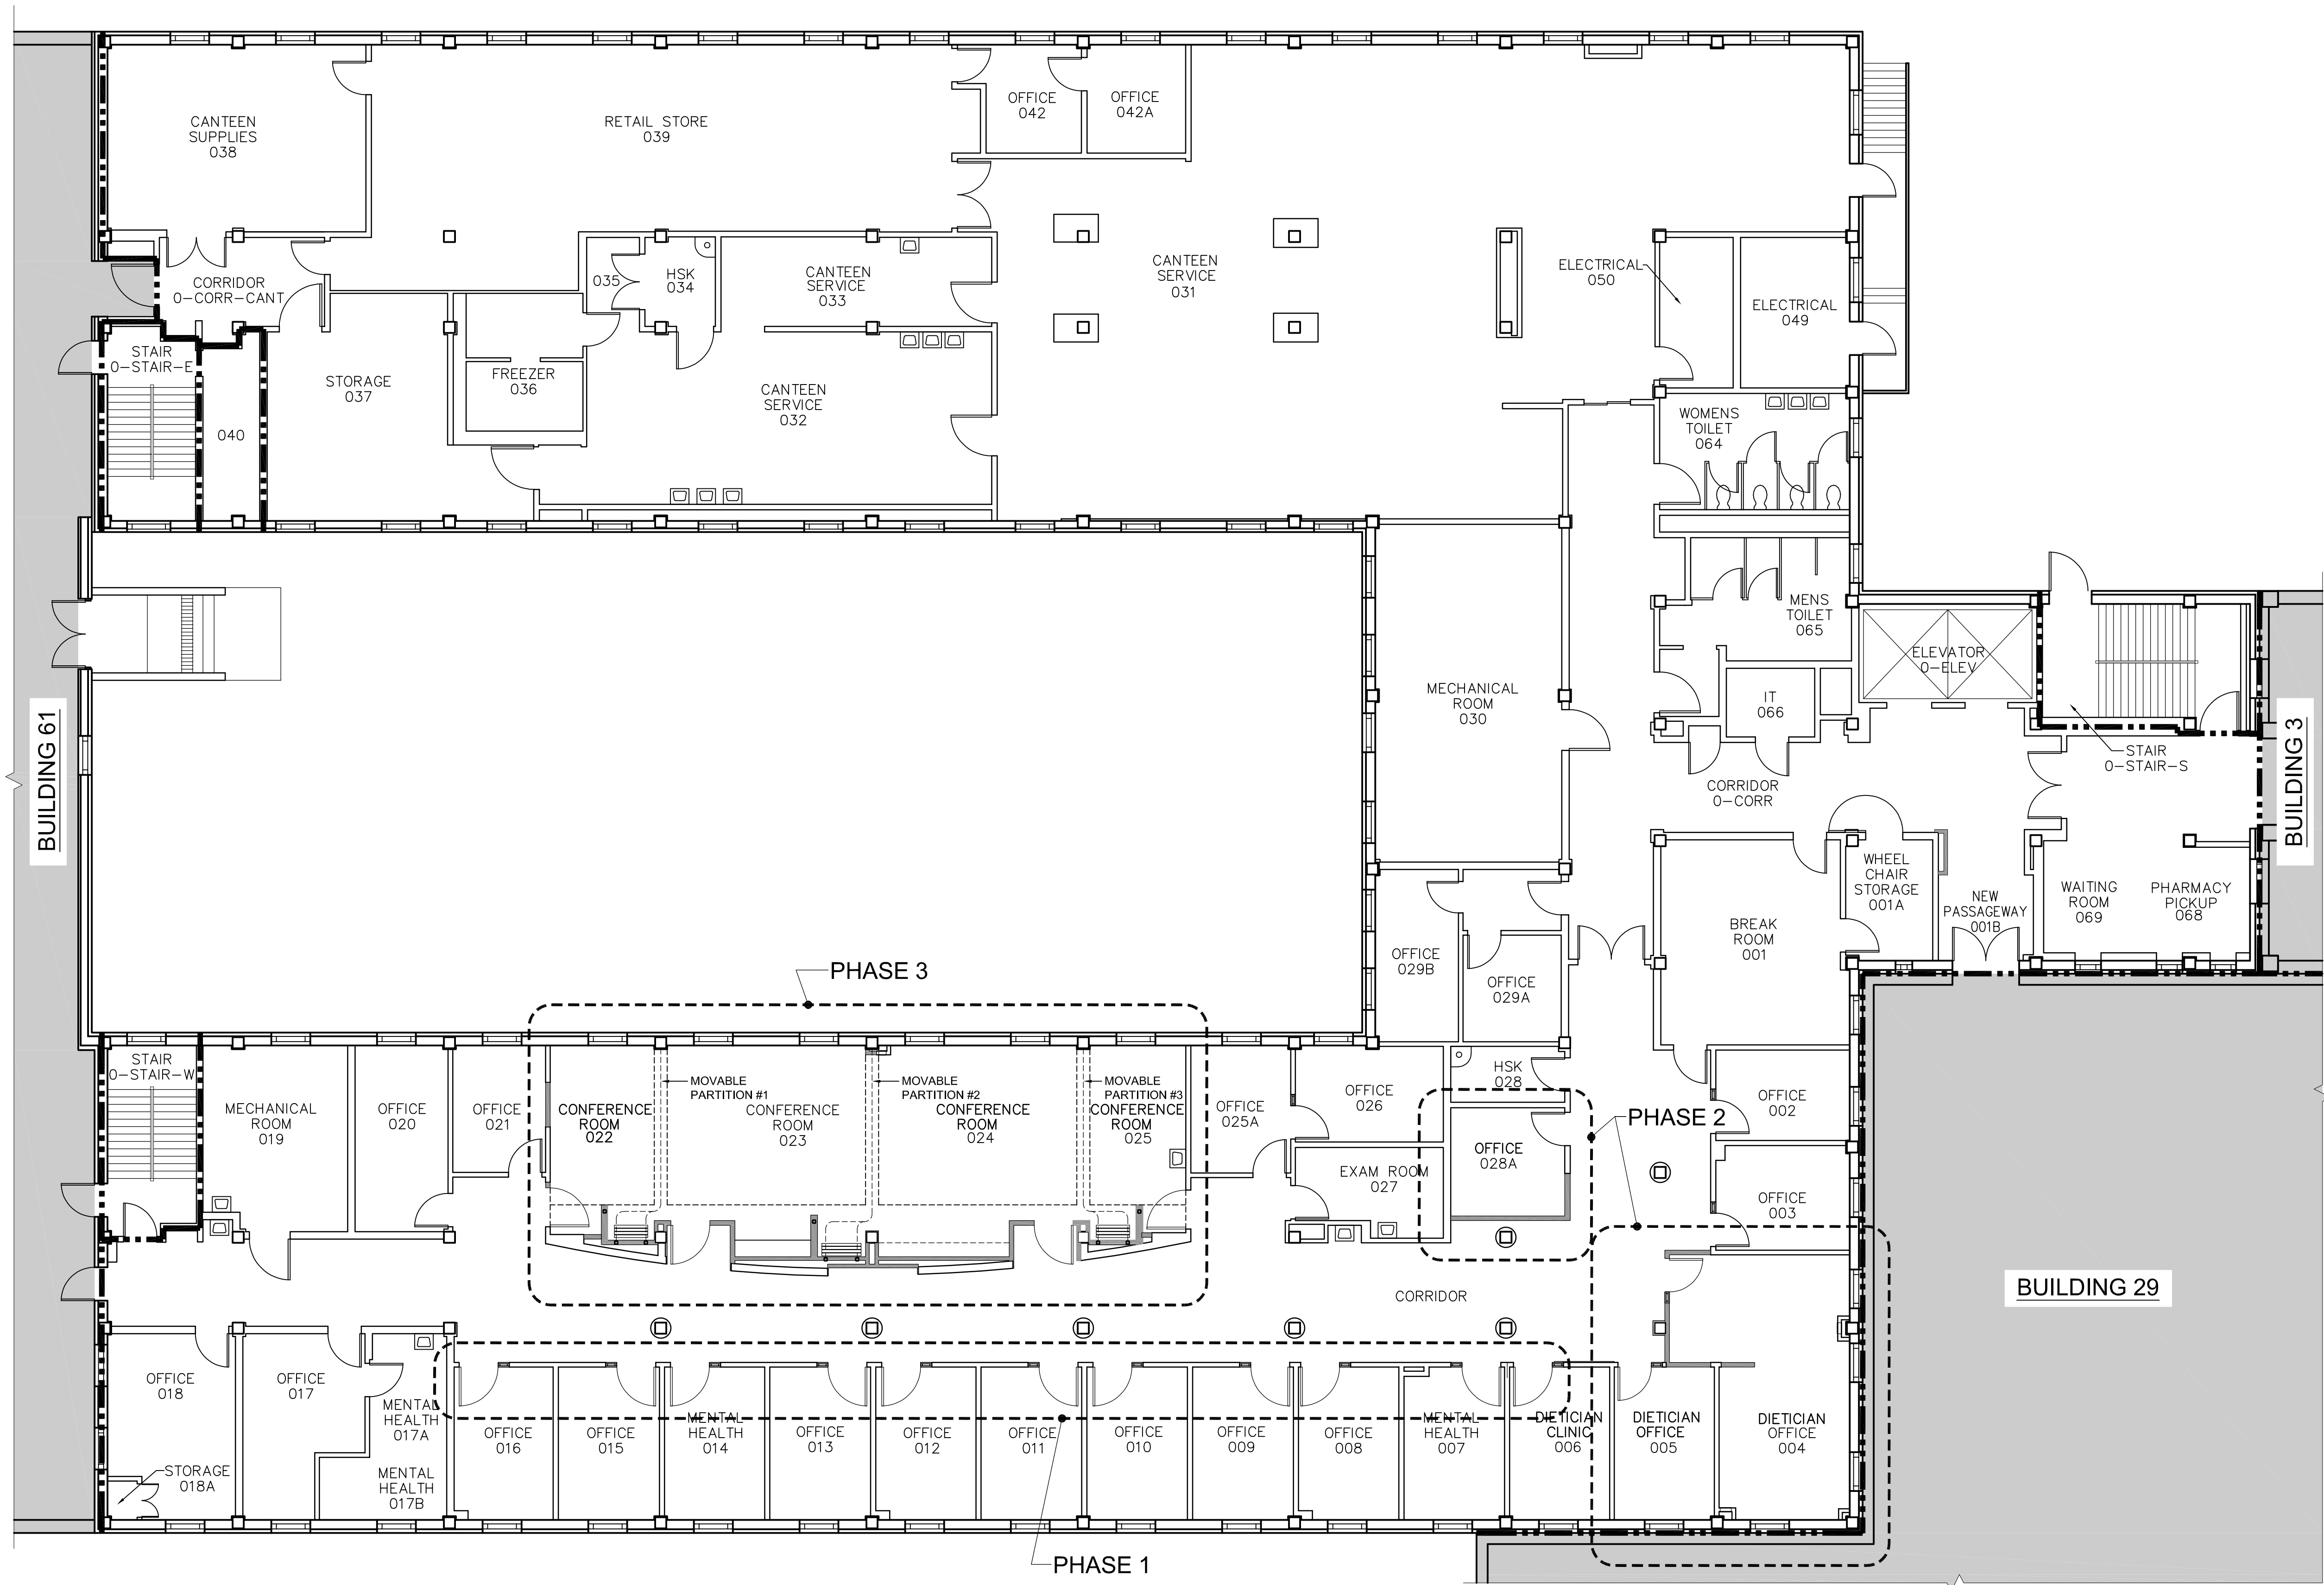 CANTEEN
SUPPLIES
038
RETAIL STORE
039
OFFICE
042
OFFICE
042A
CORRIDOR
0-CORR-CANT
035
HSK
034
CANTEEN
SERVICE
033
CANTEEN
SERVICE
031
ELECTRICAL
050
ELECTRICAL
049
STAIR
0-STAIR-E
040
STORAGE
037
FREEZER
036
CANTEEN
SERVICE
032
WOMENS
TOILET
064
MENS
TOILET
065
ELEVATOR
0-ELEV
MECHANICAL
ROOM
030
IT
066
STAIR
0-STAIR-S
CORRIDOR
0-CORR
BUILDING 61
BUILDING 3
WHEEL
CHAIR
STORAGE
001A
NEW
PASSAGEWAY
001B
WAITING
ROOM
069
PHARMACY
PICKUP
068
BREAK
ROOM
001
OFFICE
029B
OFFICE
029A
PHASE 3
STAIR
0-STAIR-W
MECHANICAL
ROOM
019
OFFICE
020
OFFICE
021
CONFERENCE
ROOM
022
MOVABLE
PARTITION #1
CONFERENCE
ROOM
023
MOVABLE
PARTITION #2
CONFERENCE
ROOM
024
MOVABLE
PARTITION #3
CONFERENCE
ROOM
025
OFFICE
025A
OFFICE
026
EXAM ROOM
027
HSK
028
OFFICE
028A
PHASE 2
OFFICE
002
OFFICE
003
BUILDING 29
CORRIDOR
OFFICE
018
STORAGE
018A
OFFICE
017
MENTAL
HEALTH
017A
MENTAL
HEALTH
017B
OFFICE
016
OFFICE
015
MENTAL
HEALTH
014
OFFICE
013
OFFICE
012
OFFICE
011
OFFICE
010
OFFICE
009
OFFICE
008
MENTAL
HEALTH
007
DIETICIAN
CLINIC
006
DIETICIAN
OFFICE
005
DIETICIAN
OFFICE
004
PHASE 1